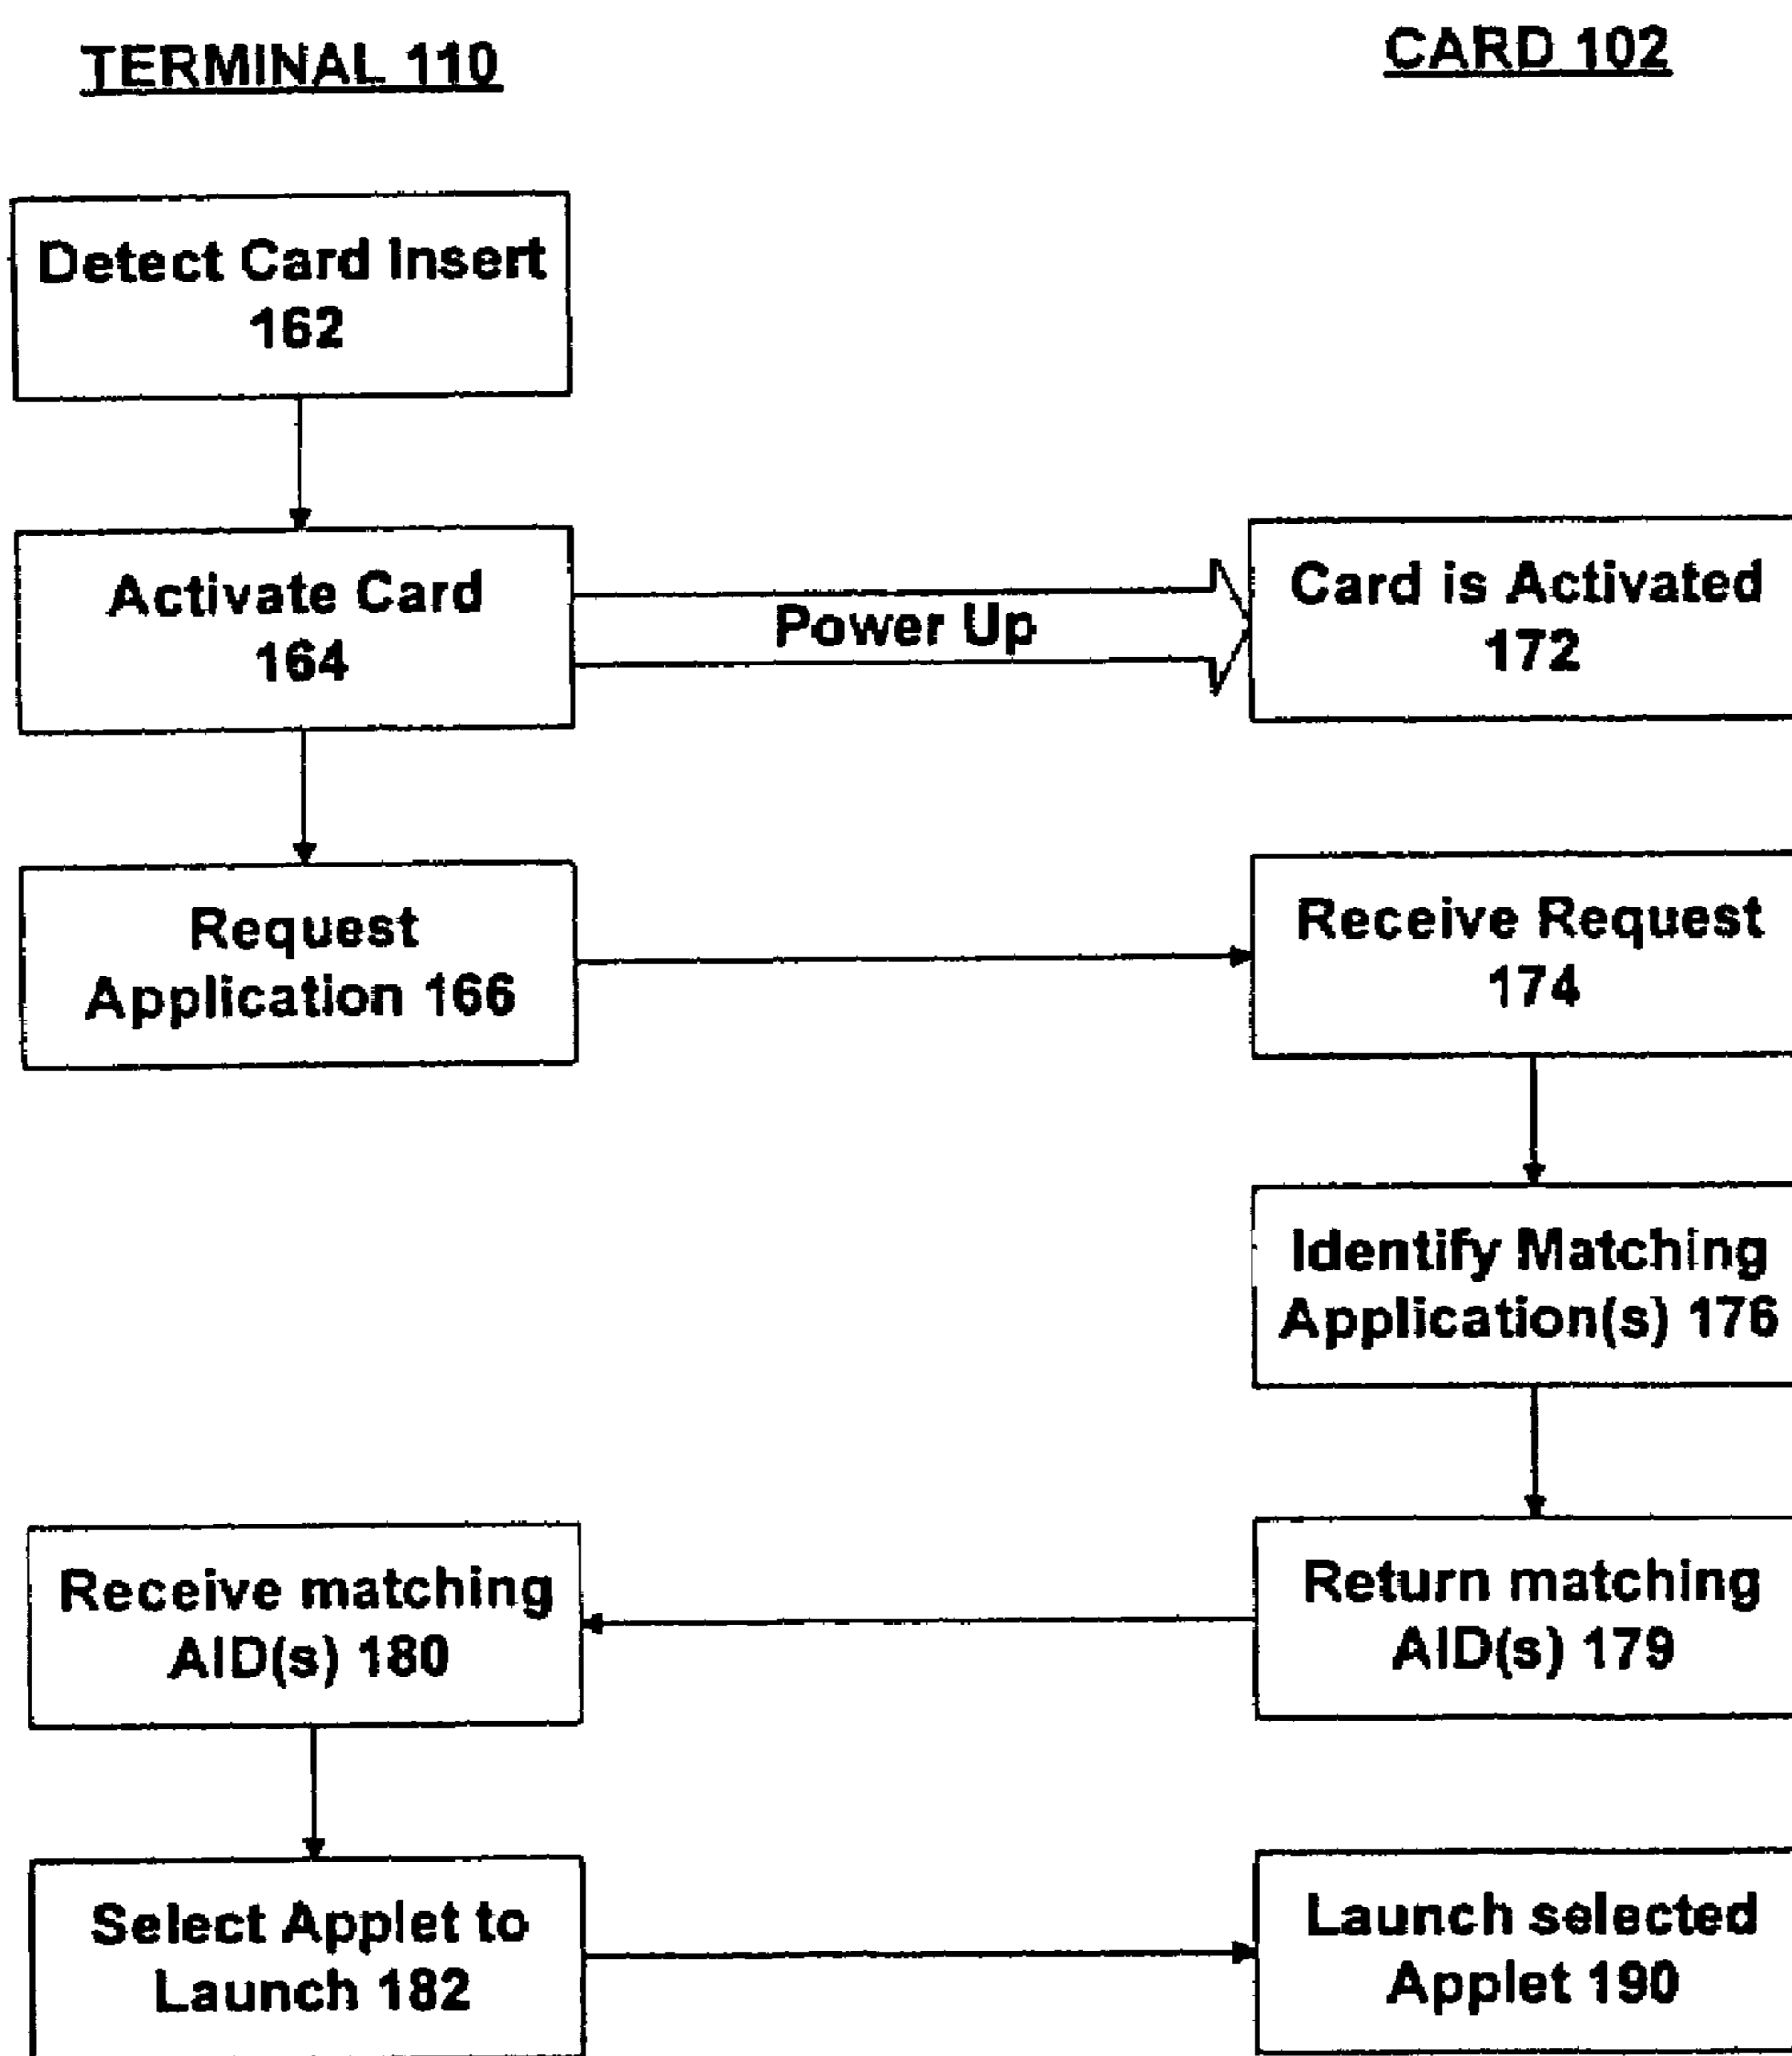 TERMINAL 110
CARD 102
Detect Card Insert
162
Activate Card
164
Power Up
Card is Activated
172
Request
Application 166
Receive Request
174
Identify Matching
Application(s) 176
Receive matching
AID(s) 180
Return matching
AID(s) 179
Select Applet to
Launch 182
Launch selected
Applet 190